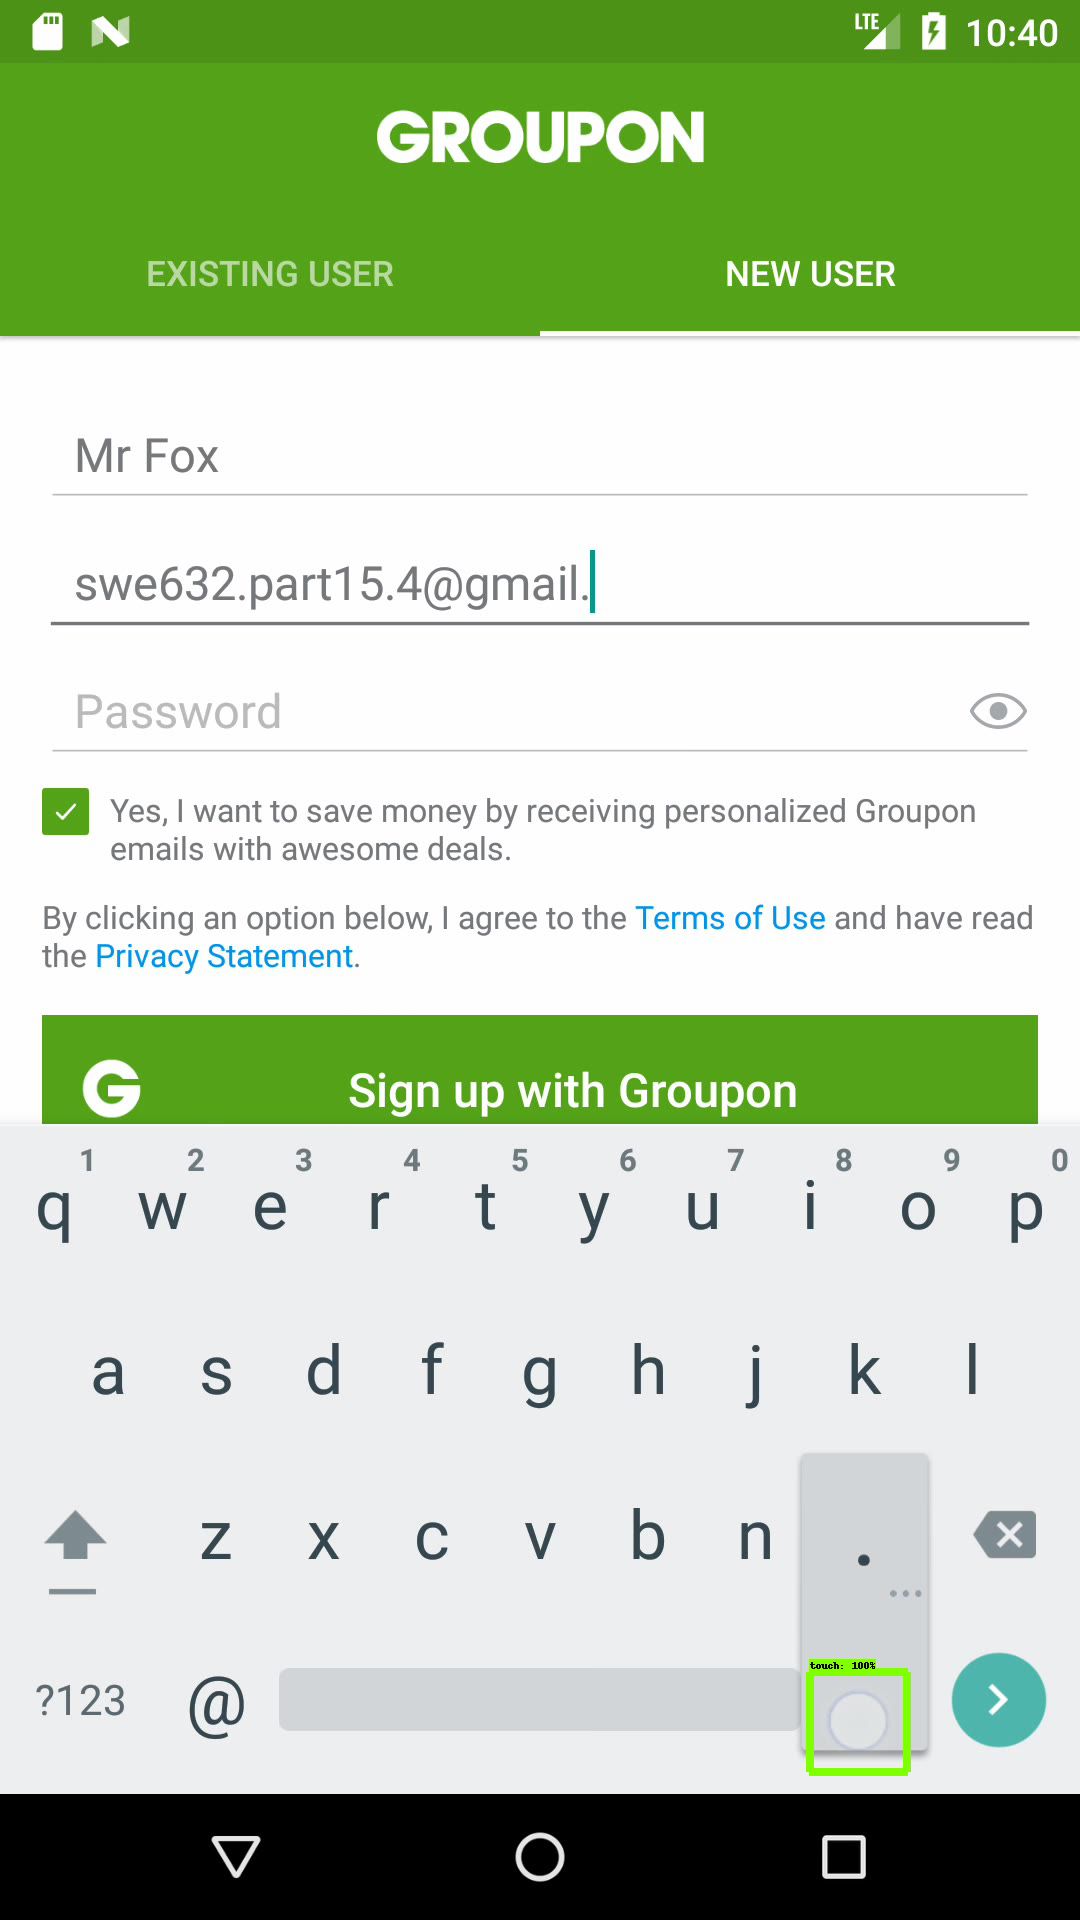 LTE 10:40
GROUPON
EXISTING USER NEW USER
Mr Fox
swe632.part15.4@gmail.
Password
Yes, I want to save money by receiving personalized Groupon
emails with awesome deals.
By clicking an option below, I agree to the Terms of Use and have read
the Privacy Statement.
G Sign up with Groupon
1 2 3 4 5 6 7 8 9 0
q w e r t y u i o p
a s d f g h j k l
z x c v b n .
...
touch: 100%
?123 @